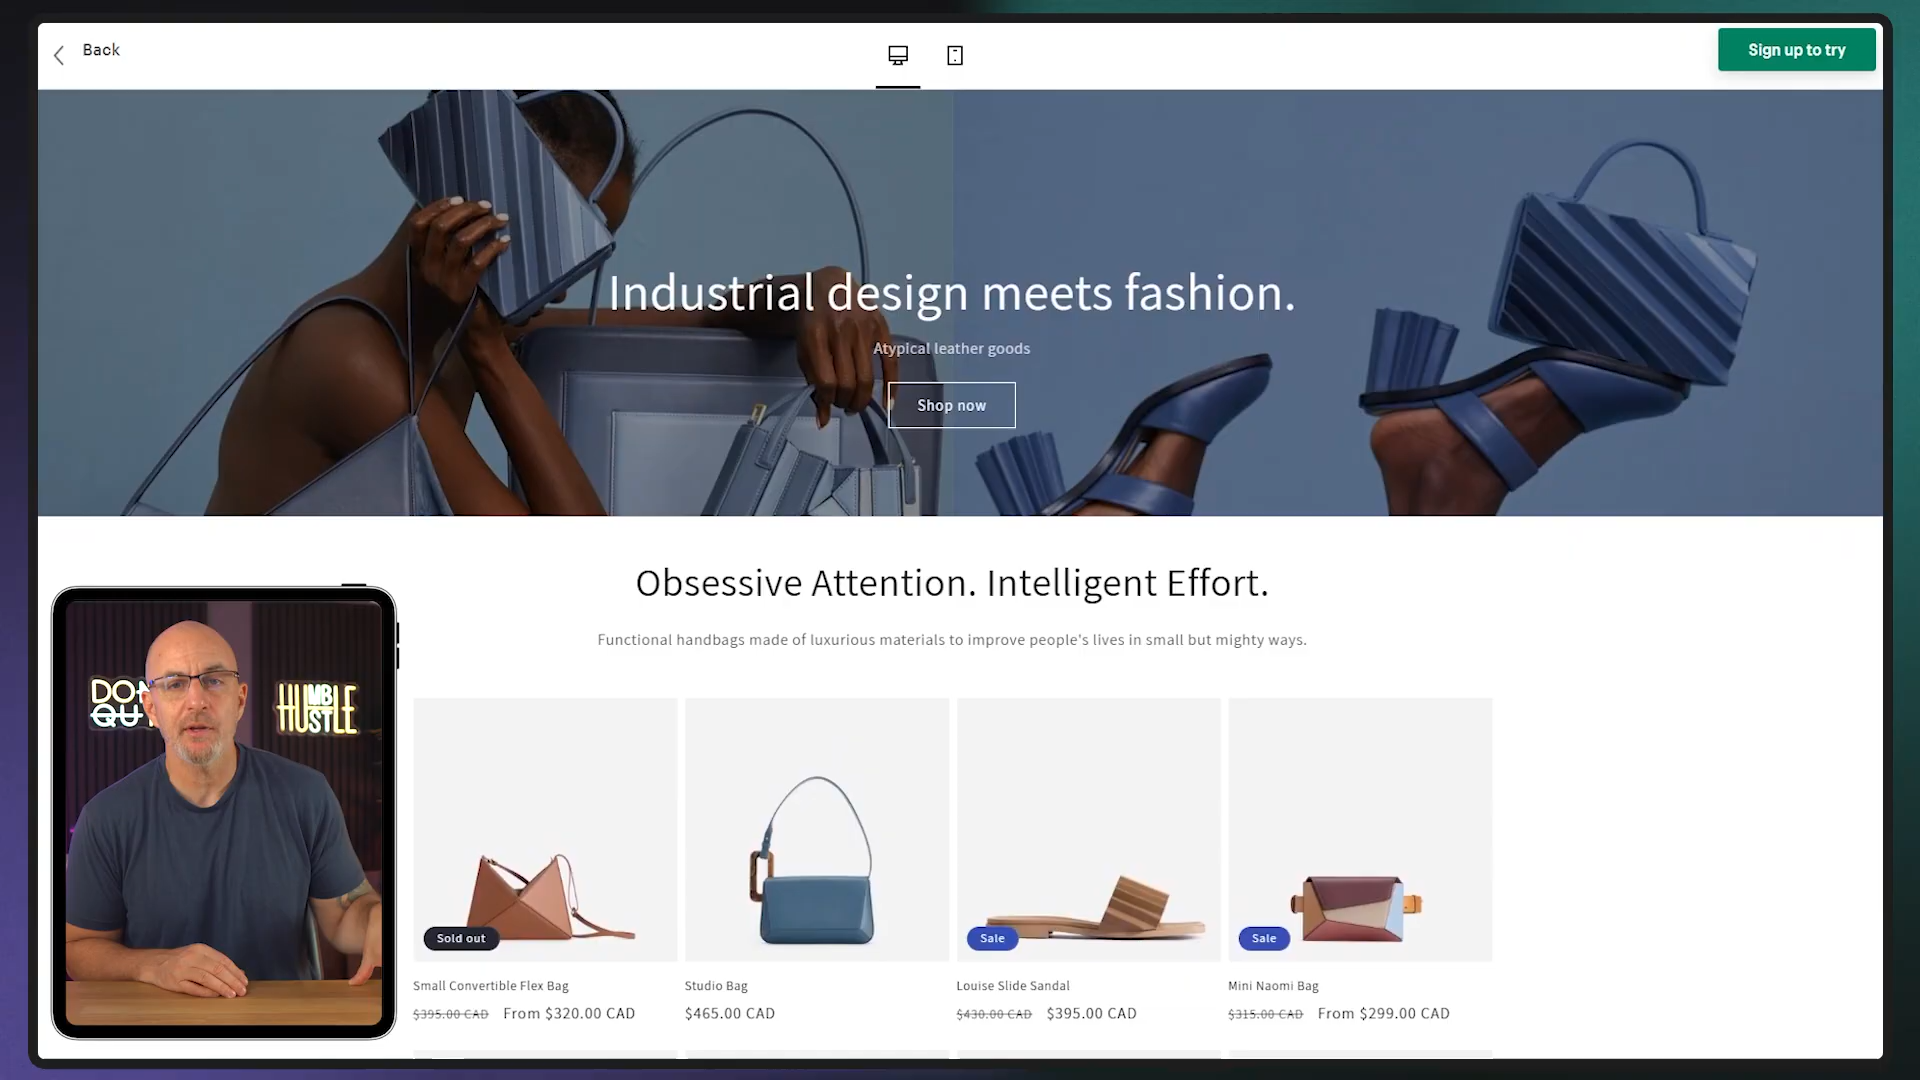 Back
Sign up to try
Industrial design meets fashion.
Atypical leather goods
Shop now
Obsessive Attention. Intelligent Effort.
Functional handbags made of luxurious materials to improve people's lives in small but mighty ways.
HUMBLE
HUSTLE
Sold out
Sale
Sale
Small Convertible Flex Bag
Studio Bag
Louise Slide Sandal
Mini Naomi Bag
$395.00 CAD From $320.00 CAD
$465.00 CAD
$430.00 CAD $395.00 CAD
$315.00 CAD From $299.00 CAD